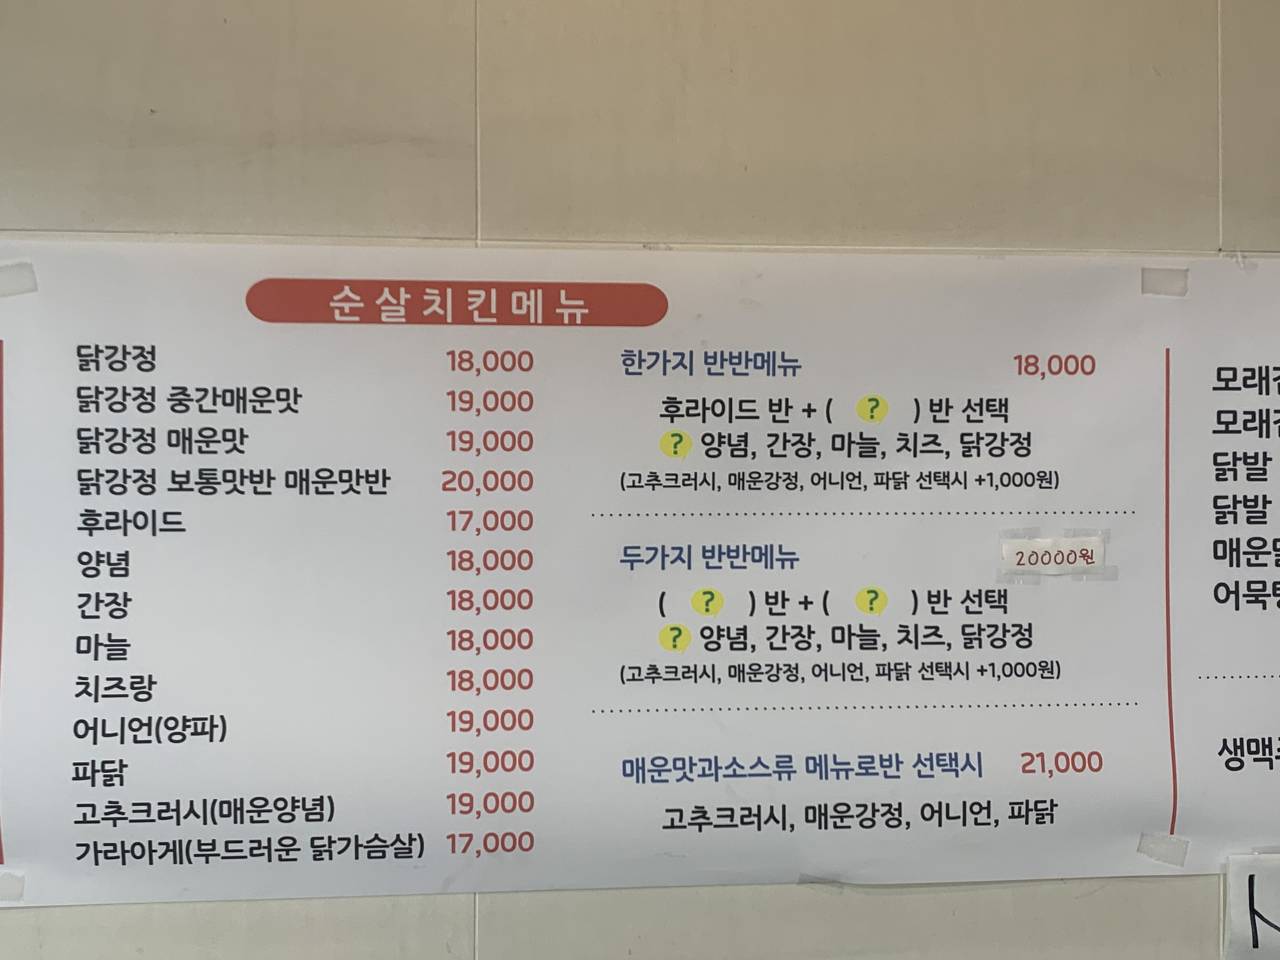 순살치킨메뉴
닭강정 18,000
닭강정 중간매운맛 19,000
닭강정 매운맛 19,000
닭강정 보통맛반 매운맛반 20,000
후라이드 17,000
양념 18,000
간장 18,000
마늘 18,000
치즈랑 18,000
어니언(양파) 19,000
파닭 19,000
고추크러시(매운양념) 19,000
가라아게(부드러운 닭가슴살) 17,000
한가지 반반메뉴 18,000
후라이드 반 + ( ? ) 반 선택
? 양념, 간장, 마늘, 치즈, 닭강정
(고추크러시, 매운강정, 어니언, 파닭 선택시 +1,000원)
두가지 반반메뉴 20000원
( ? ) 반 + ( ? ) 반 선택
? 양념, 간장, 마늘, 치즈, 닭강정
(고추크러시, 매운강정, 어니언, 파닭 선택시 +1,000원)
매운맛과소스류 메뉴로반 선택시 21,000
고추크러시, 매운강정, 어니언, 파닭
닭발
닭발